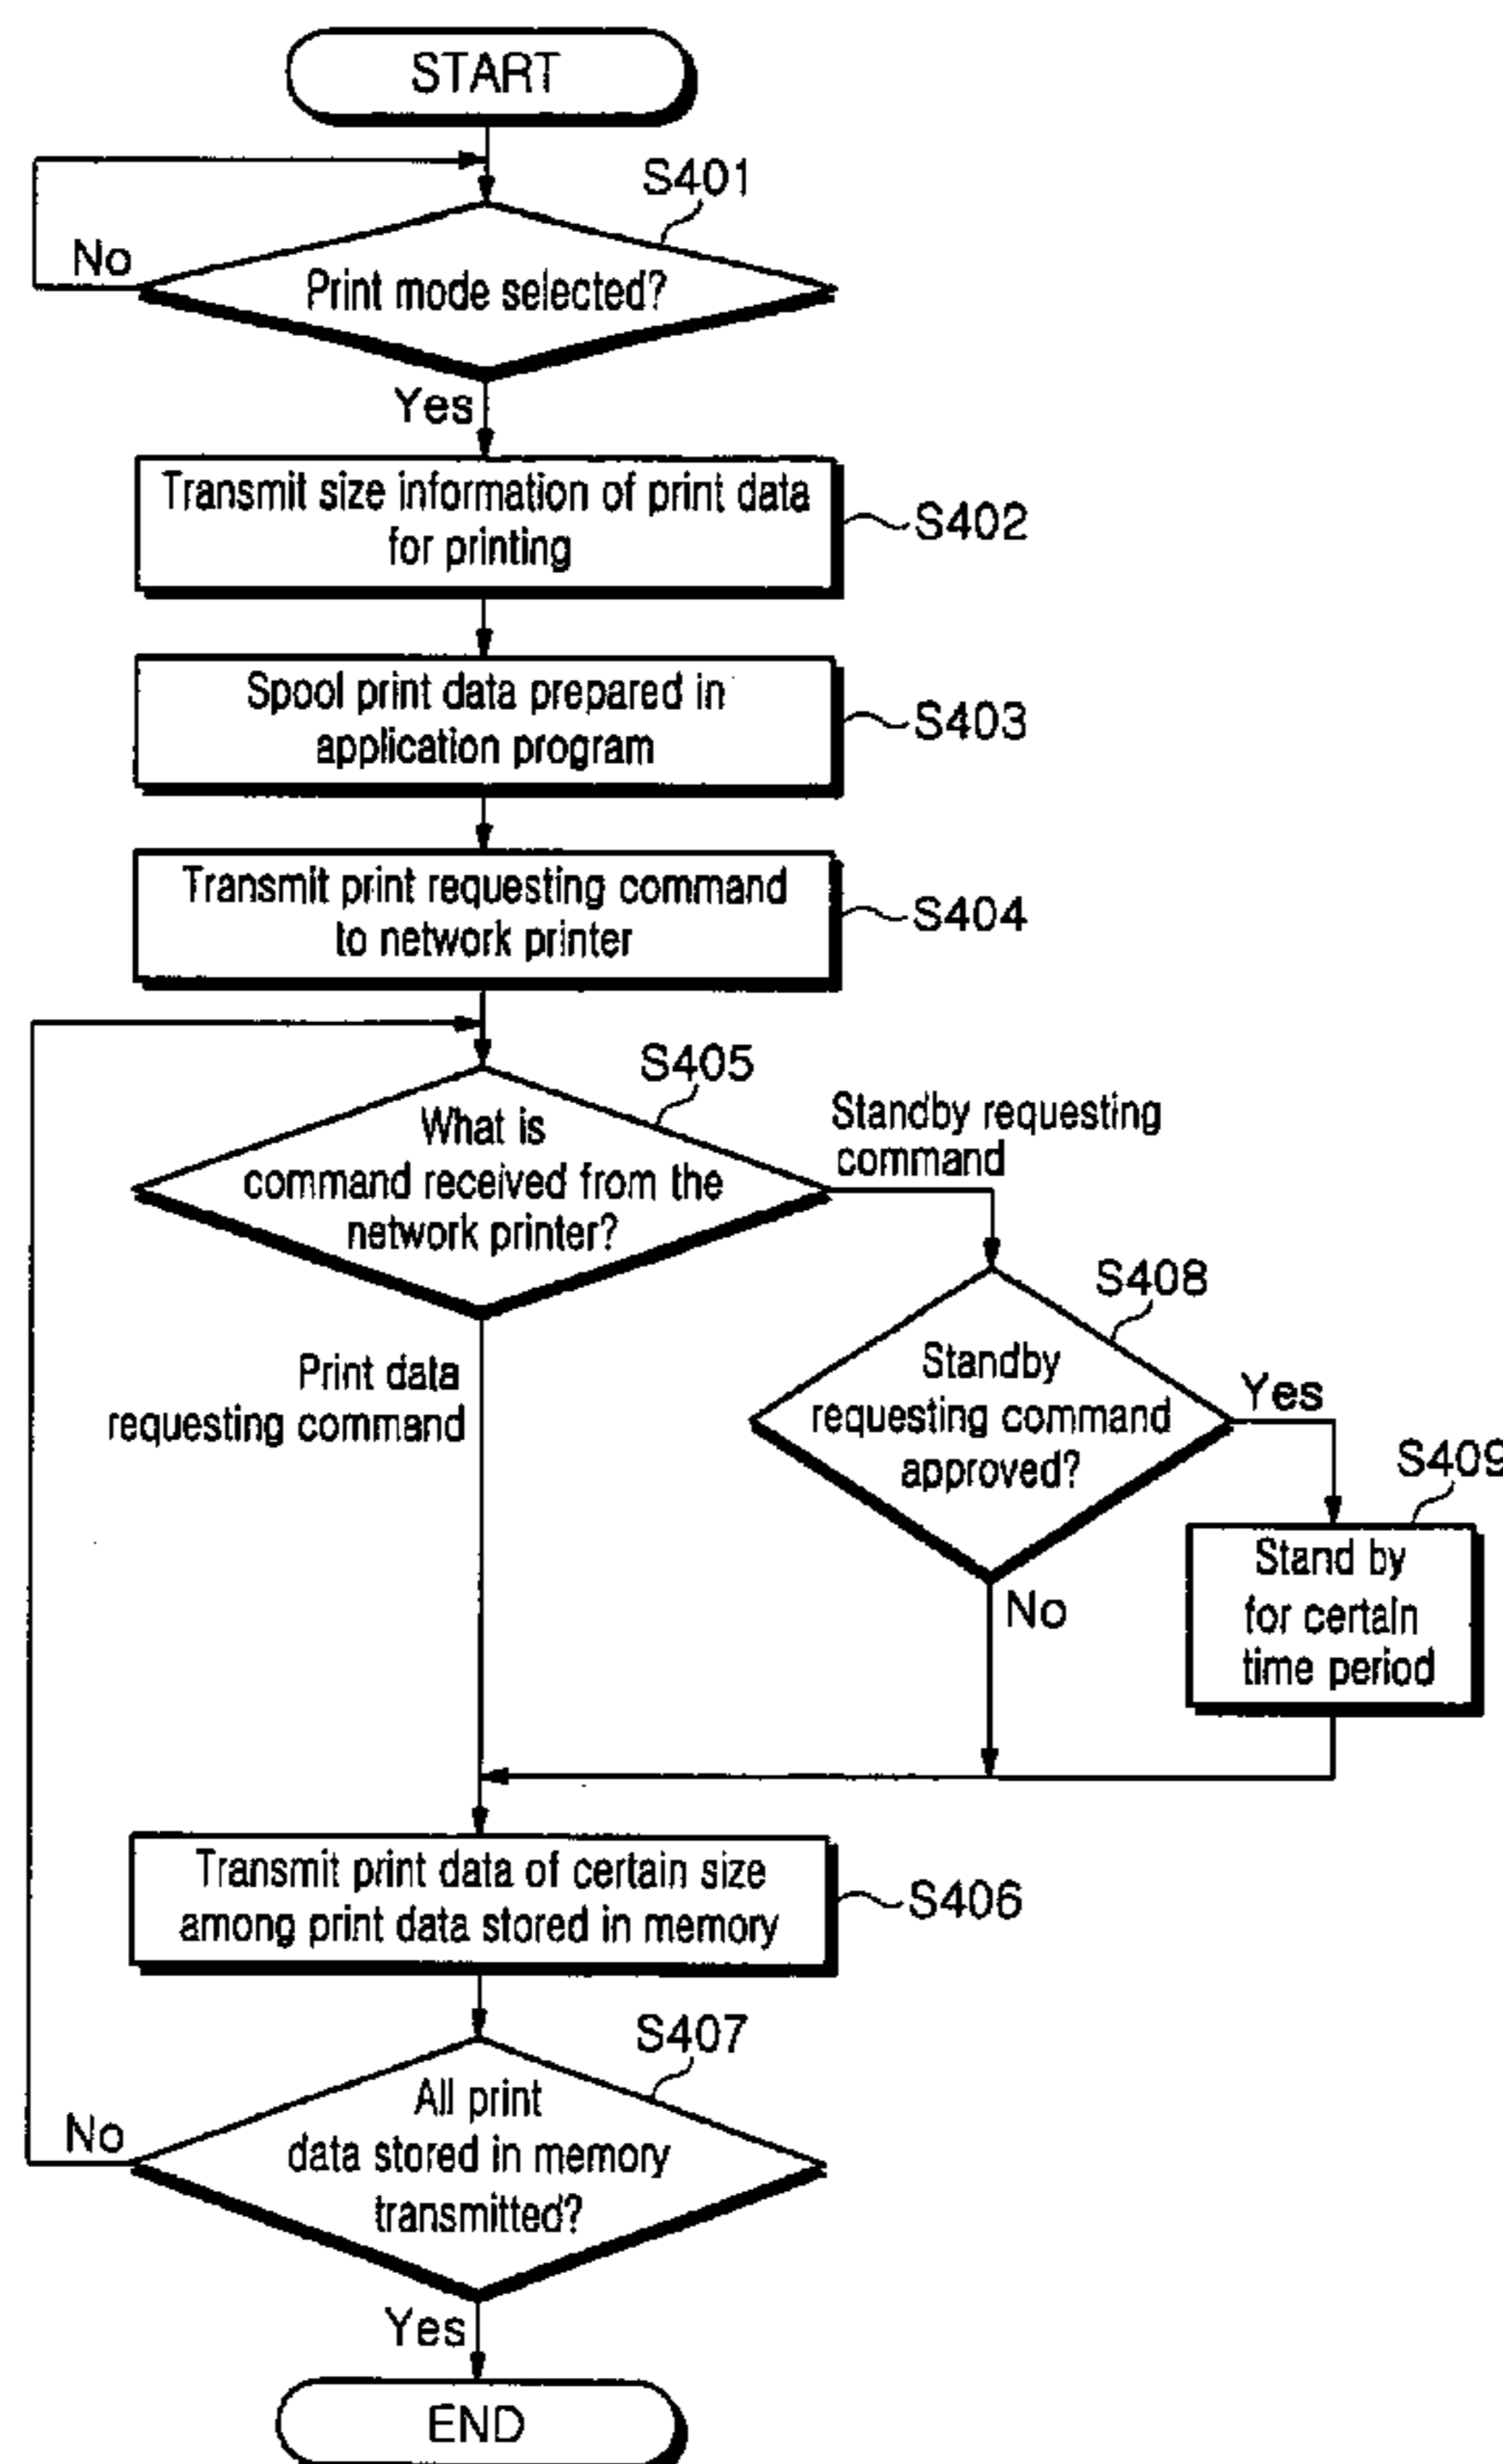 START
S401
No
Print mode selected?
Yes
Transmit size information of print data
for printing
S402
Spool print data prepared in
application program
S403
Transmit print requesting command
to network printer
S404
S405
What is
command received from the
network printer?
Standby requesting
command
S408
Print data
requesting command
Standby
requesting command
approved?
Yes
S409
Stand by
for certain
time period
No
Transmit print data of certain size
among print data stored in memory
S406
S407
All print
data stored in memory
transmitted?
No
Yes
END